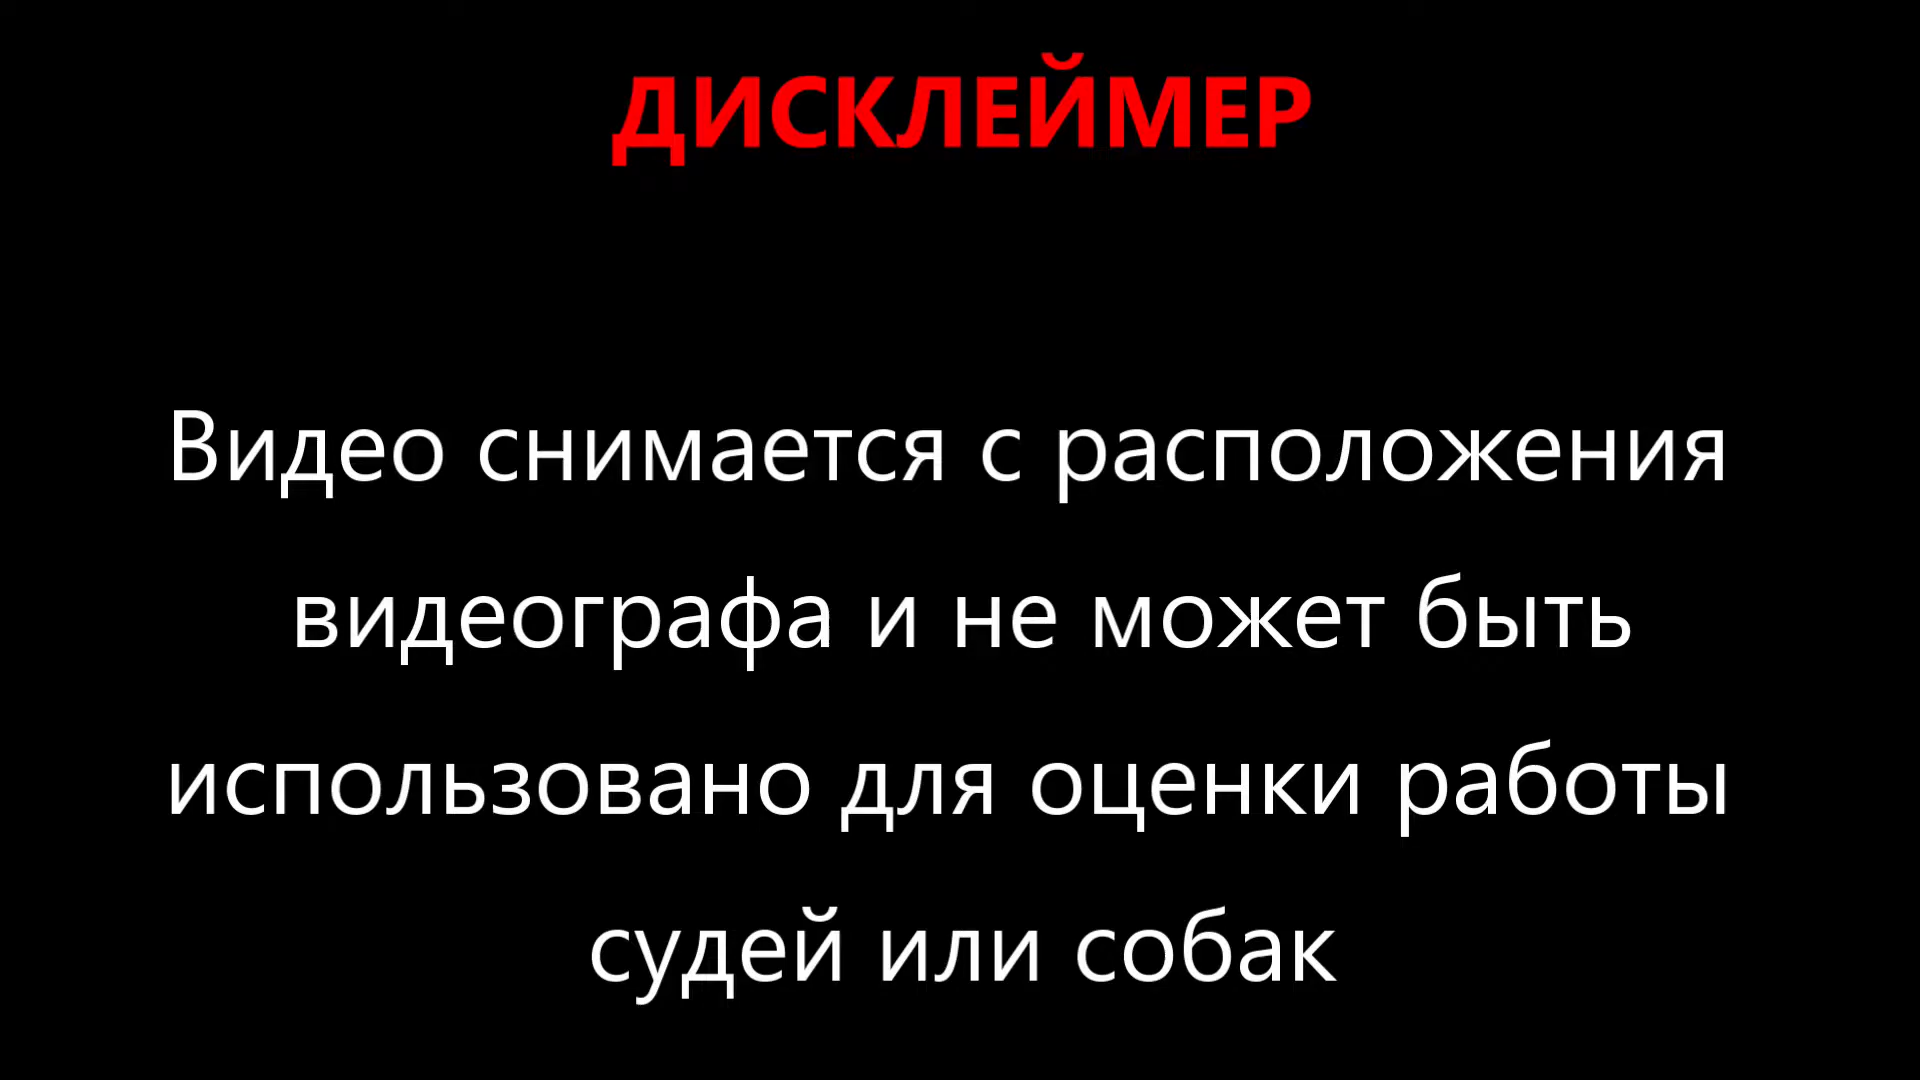 ДИСКЛЕЙМЕР
Видео снимается с расположения
видеографа и не может быть
использовано для оценки работы
судей или собак